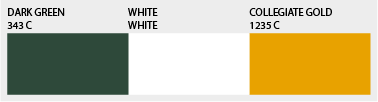 DARK GREEN
343 C
WHITE
WHITE
COLLEGIATE GOLD
1235 C